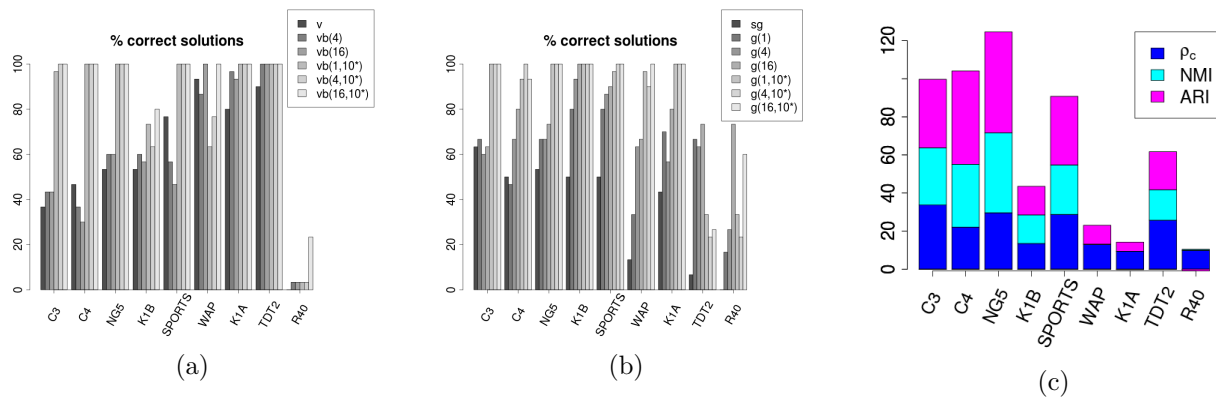 % correct solutions
v
vb(4)
vb(16)
vb(1,10*)
vb(4,10*)
vb(16,10*)
100
80
60
40
20
0
C3
C4
NG5
K1B
SPORTS
WAP
K1A
TDT2
R40
(a)
% correct solutions
sg
g(1)
g(4)
g(16)
g(1,10*)
g(4,10*)
g(16,10*)
100
80
60
40
20
0
C3
C4
NG5
K1B
SPORTS
WAP
K1A
TDT2
R40
(b)
ρc
NMI
ARI
120
80
60
40
20
0
C3
C4
NG5
K1B
SPORTS
WAP
K1A
TDT2
R40
(c)